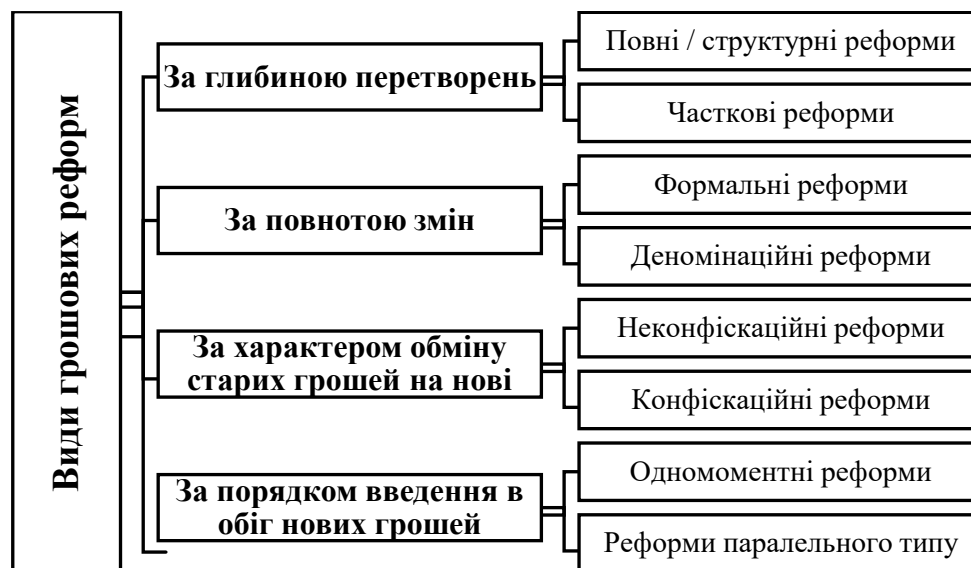 Види грошових реформ
За глибиною перетворень
Повні / структурні реформи
Часткові реформи
За повнотою змін
Формальні реформи
Деномінаційні реформи
За характером обміну
старих грошей на нові
Неконфіскаційні реформи
Конфіскаційні реформи
За порядком введення в
обіг нових грошей
Одномоментні реформи
Реформи паралельного типу